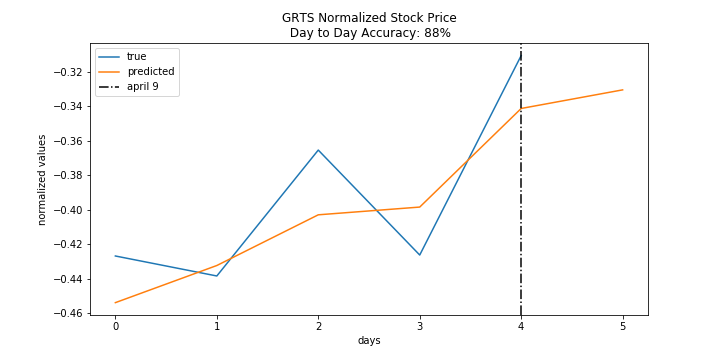 GRTS Normalized Stock Price
Day to Day Accuracy: 88%
true
predicted
april 9
normalized values
−0.32
−0.34
−0.36
−0.38
−0.40
−0.42
−0.44
−0.46
0 1 2 3 4 5
days